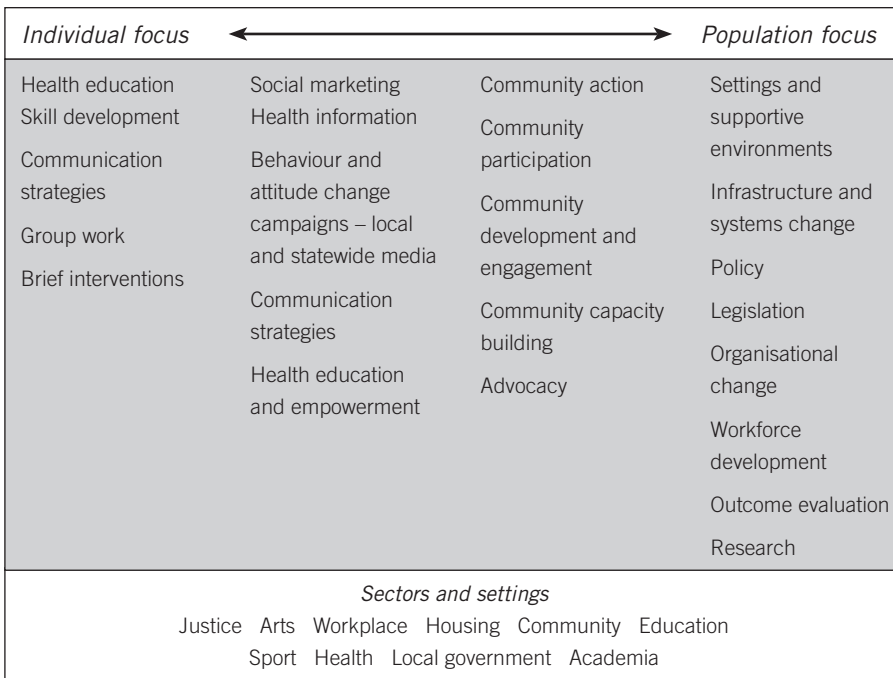 Individual focus
Population focus
Health education
Skill development
Communication
strategies
Group work
Brief interventions
Social marketing
Health information
Behaviour and
attitude change
campaigns – local
and statewide media
Communication
strategies
Health education
and empowerment
Community action
Community
participation
Community
development and
engagement
Community capacity
building
Advocacy
Settings and
supportive
environments
Infrastructure and
systems change
Policy
Legislation
Organisational
change
Workforce
development
Outcome evaluation
Research
Sectors and settings
Justice Arts Workplace Housing Community Education
Sport Health Local government Academia